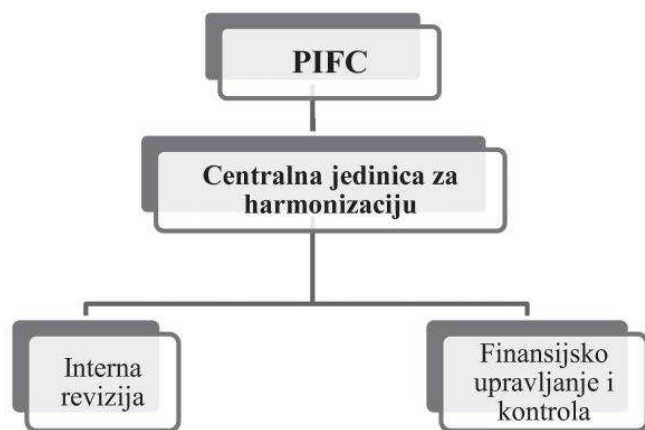 PIFC
Centralna jedinica za
harmonizaciju
Interna
revizija
Finansijsko
upravljanje i
kontrola